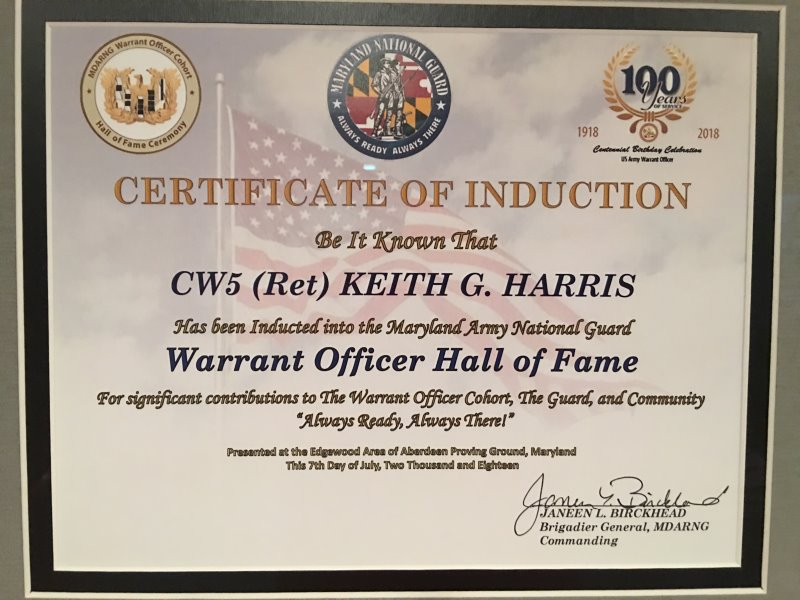 MDARNG Warrant Officer Cohort
Hall of Fame Ceremony
MARYLAND NATIONAL GUARD
ALWAYS READY ALWAYS THERE
100
Years
OF SERVICE
1918 2018
Centennial Birthday Celebration
US Army Warrant Officer
CERTIFICATE OF INDUCTION
Be It Known That
CW5 (Ret) KEITH G. HARRIS
Has been Inducted into the Maryland Army National Guard
Warrant Officer Hall of Fame
For significant contributions to The Warrant Officer Cohort, The Guard, and Community
“Always Ready, Always There!”
Presented at the Edgewood Area of Aberdeen Proving Ground, Maryland
This 7th Day of July, Two Thousand and Eighteen
JANEEN L. BIRCKHEAD
Brigadier General, MDARNG
Commanding